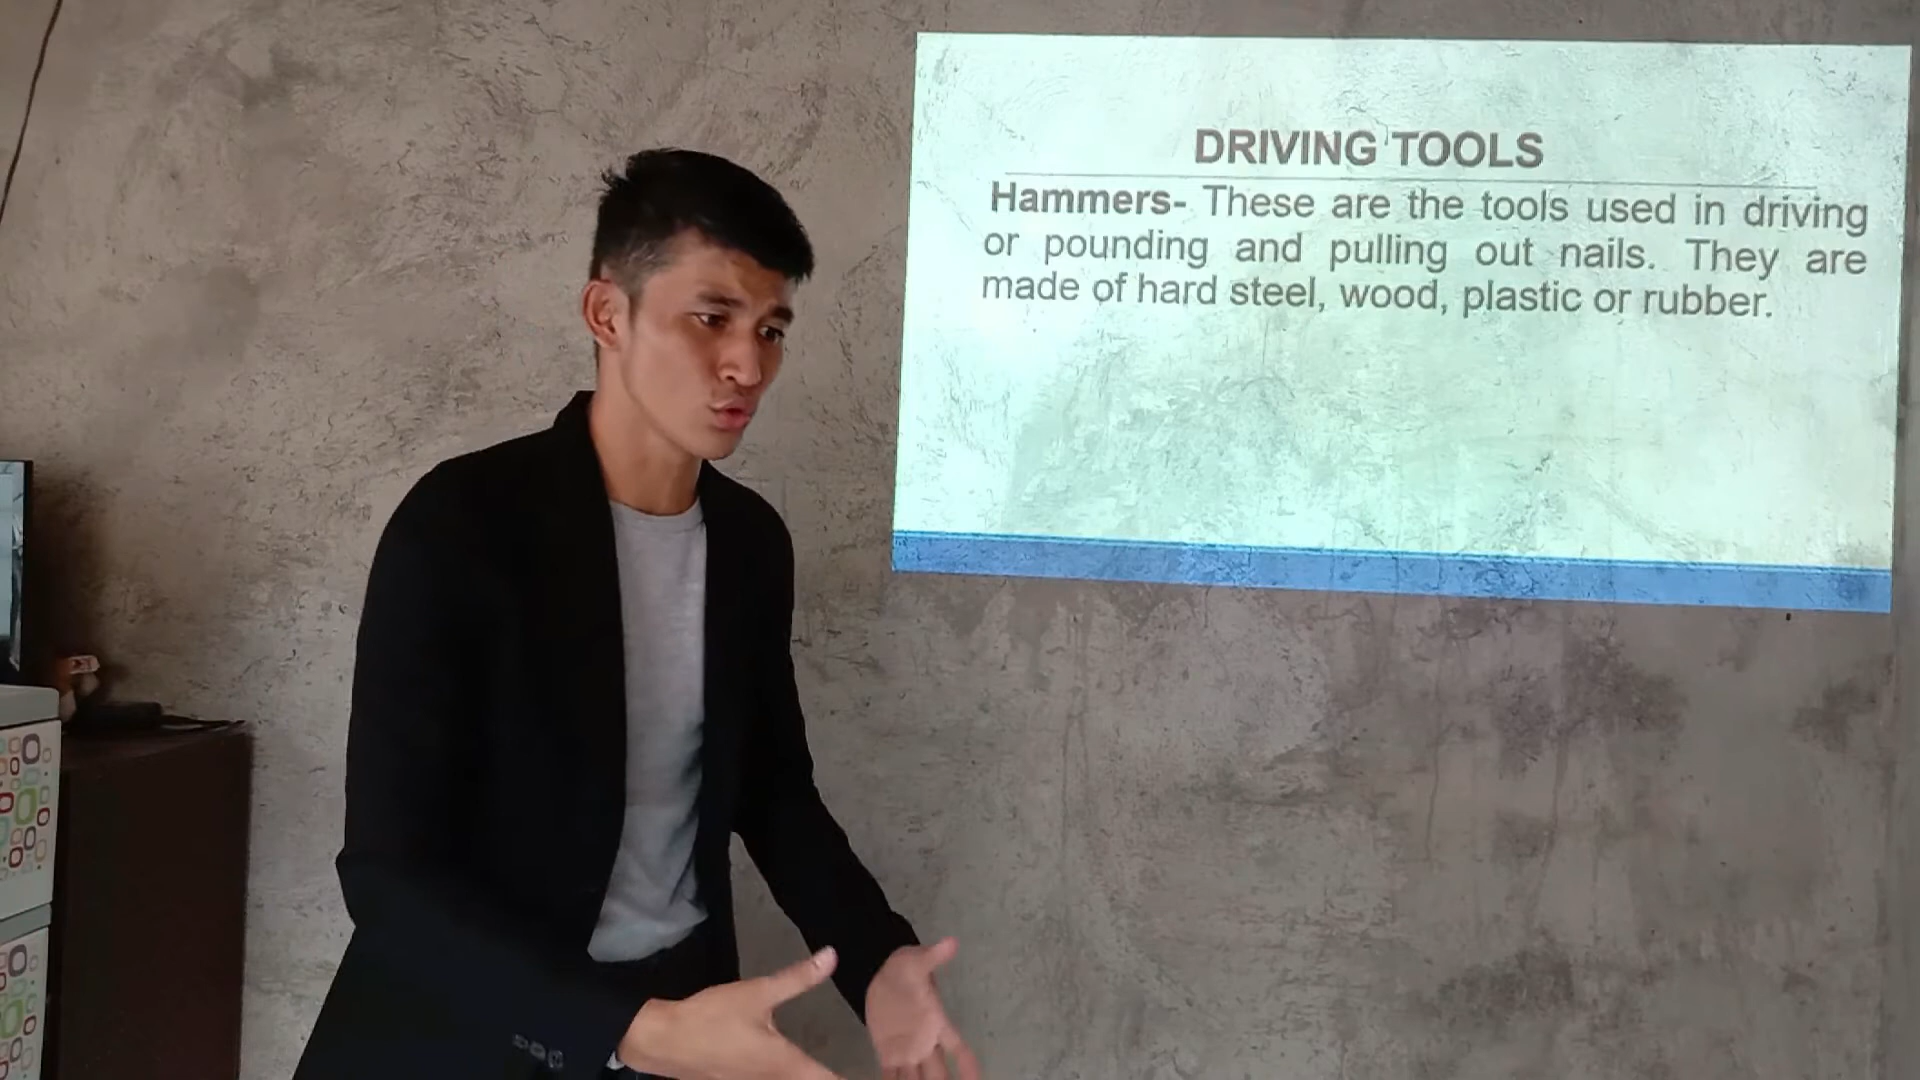 DRIVING TOOLS
Hammers- These are the tools used in driving
or pounding and pulling out nails. They are
made of hard steel, wood, plastic or rubber.